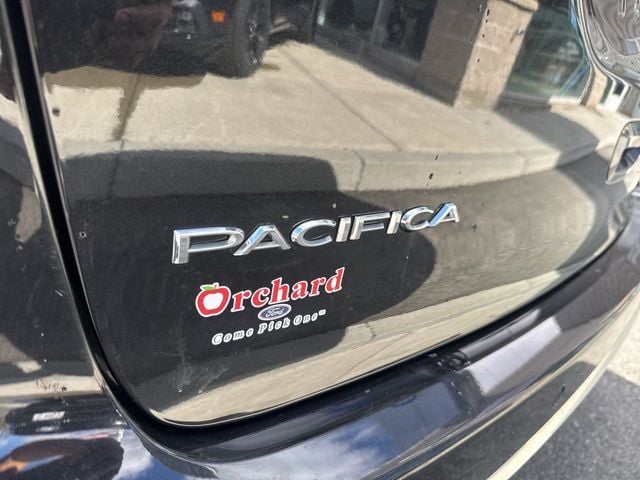 PACIFICA
Orchard
Ford
Come Pick One™